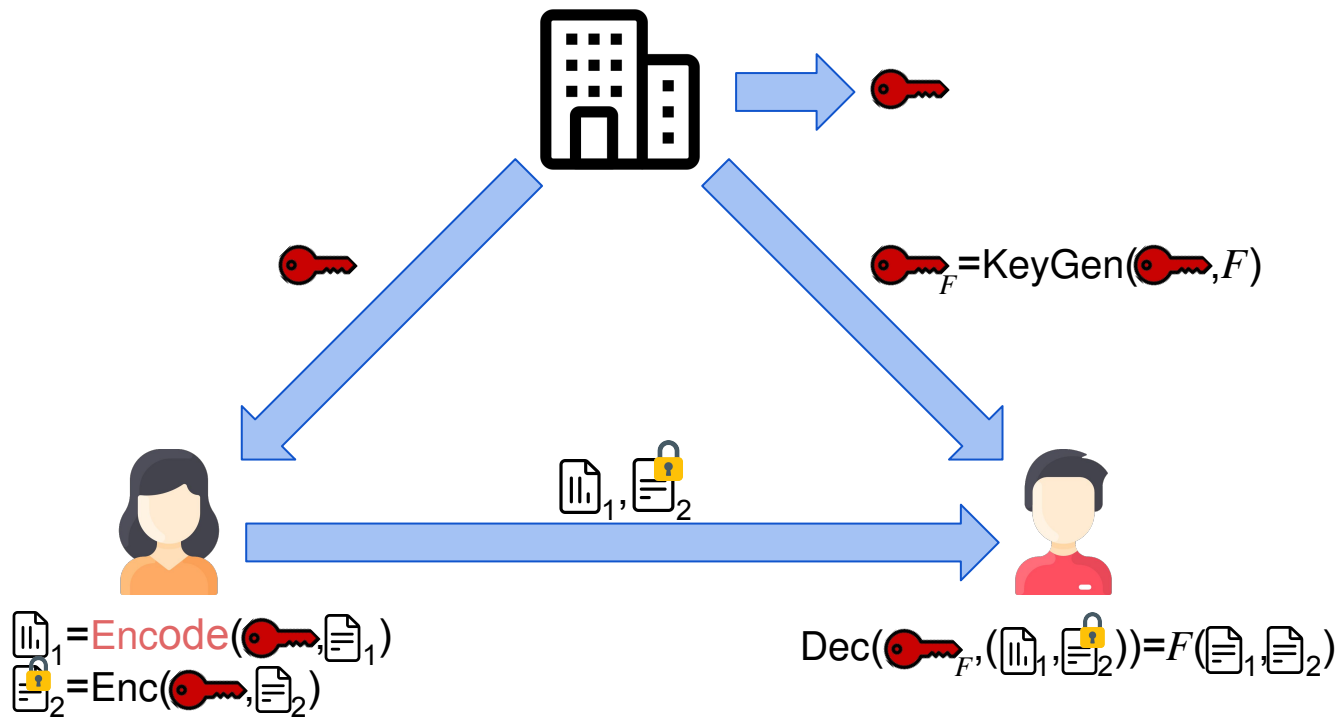 F=KeyGen( ,F)
1, 2
1=Encode( , 1)
2=Enc( , 2)
Dec( F,( 1, 2))=F( 1, 2)